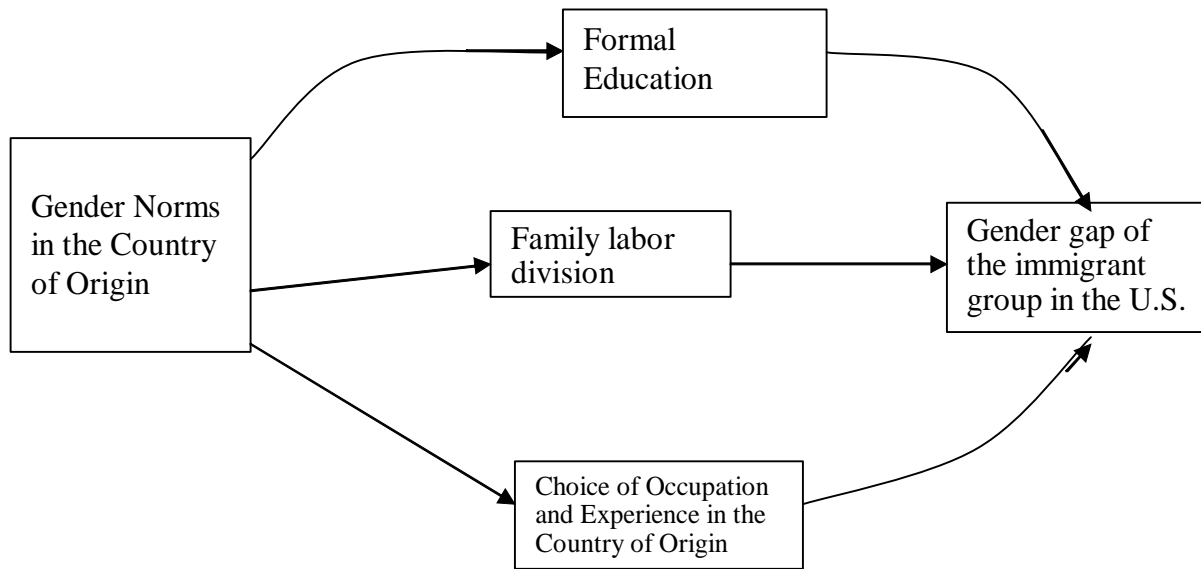 Formal
Education
Gender Norms
in the Country
of Origin
Family labor
division
Gender gap of
the immigrant
group in the U.S.
Choice of Occupation
and Experience in the
Country of Origin